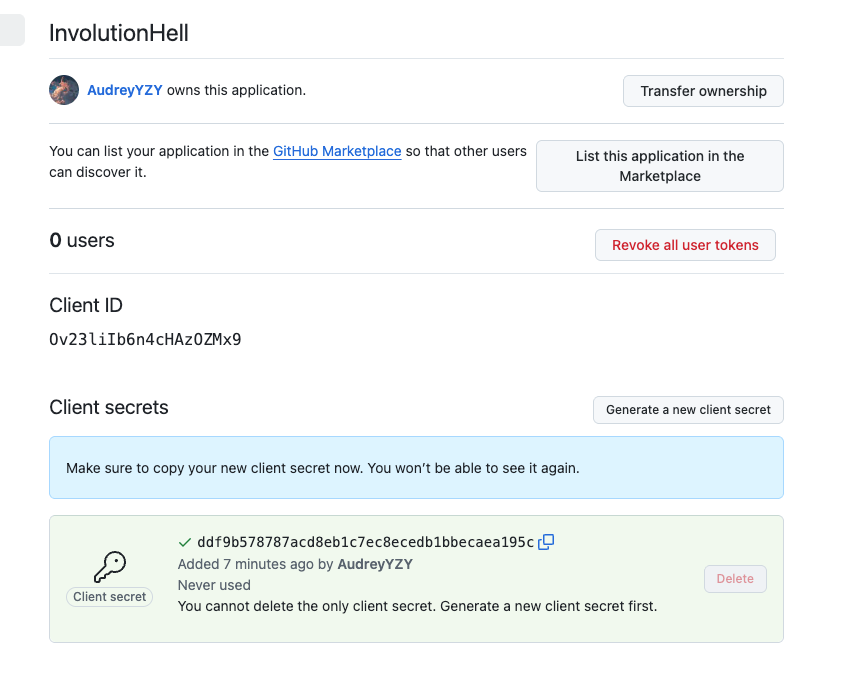 InvolutionHell
AudreyYZY owns this application.
Transfer ownership
You can list your application in the GitHub Marketplace so that other users
can discover it.
List this application in the
Marketplace
0 users
Revoke all user tokens
Client ID
Ov23liIb6n4cHAzOZMx9
Client secrets
Generate a new client secret
Make sure to copy your new client secret now. You won’t be able to see it again.
ddf9b578787acd8eb1c7ec8ecedb1bbecaea195c
Added 7 minutes ago by AudreyYZY
Never used
You cannot delete the only client secret. Generate a new client secret first.
Client secret
Delete